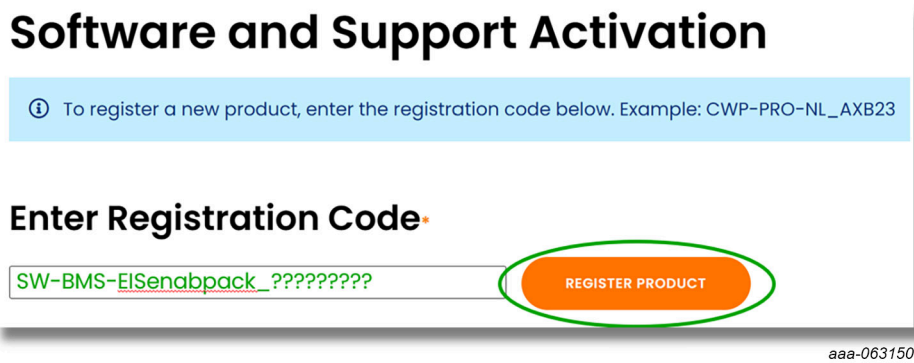 Software and Support Activation
To register a new product, enter the registration code below. Example: CWP-PRO-NL_AXB23
Enter Registration Code*
SW-BMS-EISenabpack_?????????
REGISTER PRODUCT
aaa-063150